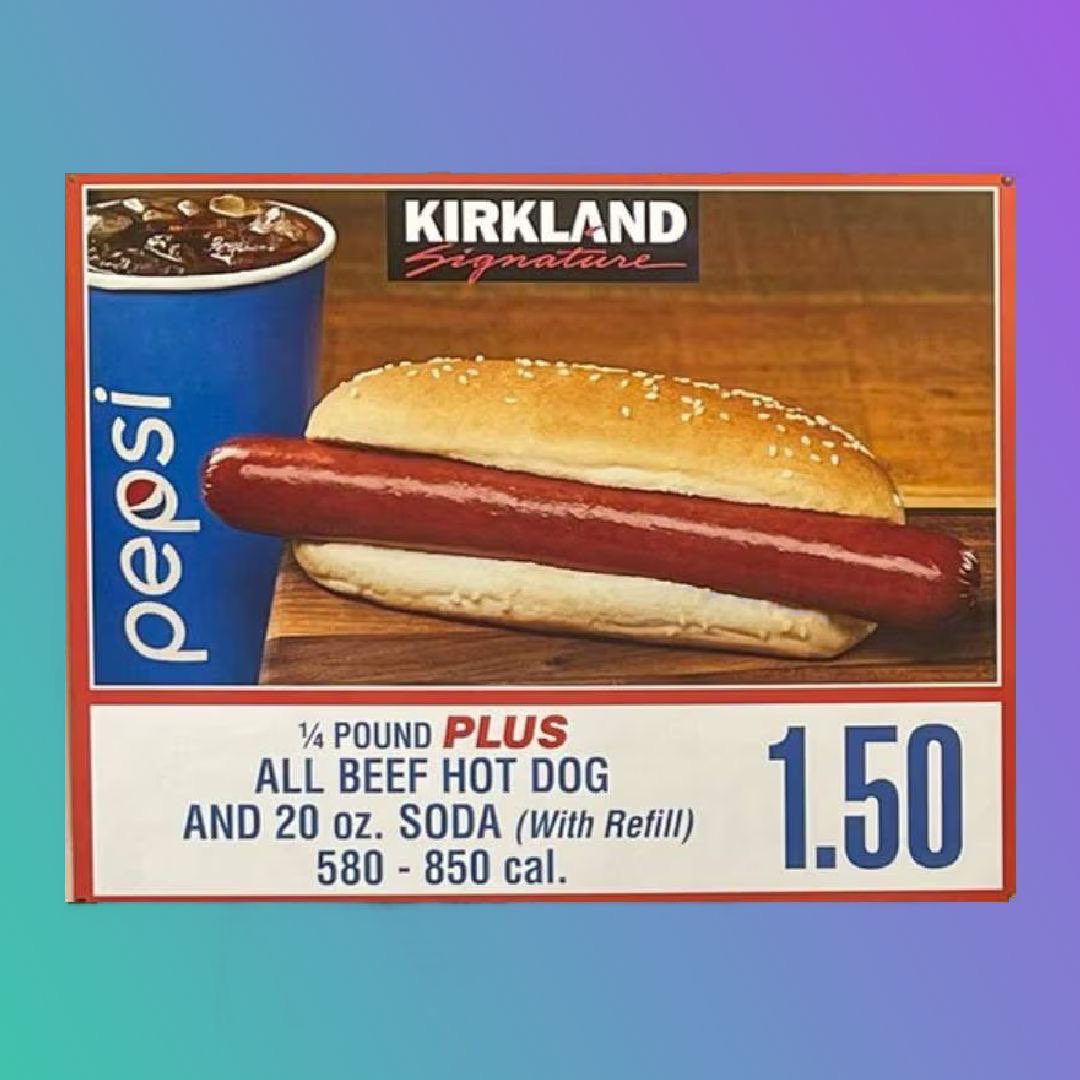 KIRKLAND
Signature
pepsi
¼ POUND PLUS
ALL BEEF HOT DOG
AND 20 oz. SODA (With Refill)
580 - 850 cal.
1.50